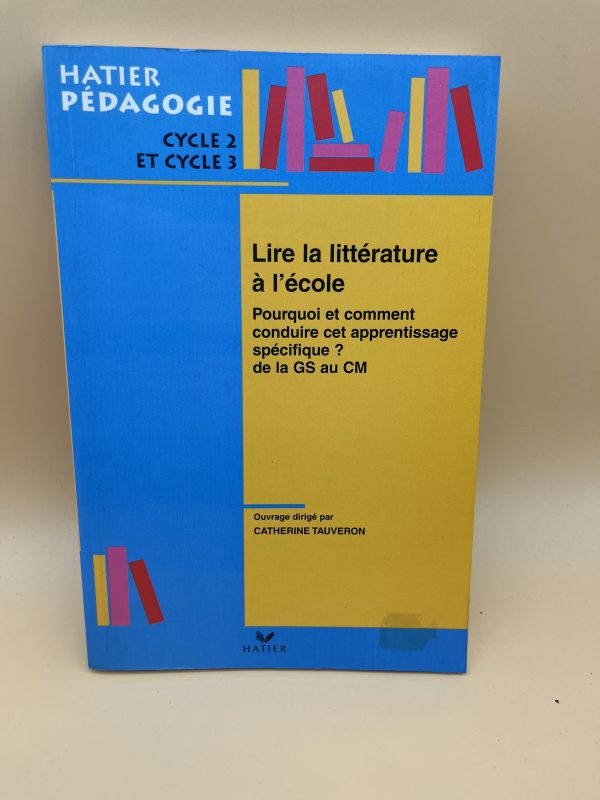 HATIER
PÉDAGOGIE
CYCLE 2
ET CYCLE 3
Lire la littérature
à l'école
Pourquoi et comment
conduire cet apprentissage
spécifique ?
de la GS au CM
Ouvrage dirigé par
CATHERINE TAUVERON
HATIER